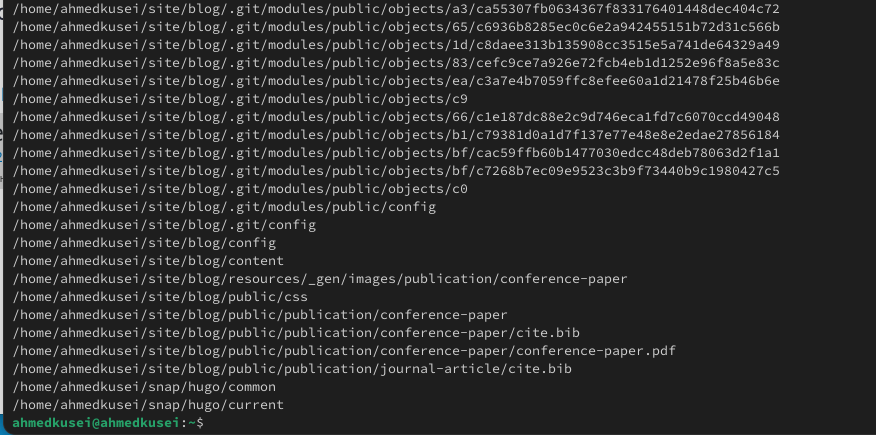 /home/ahmedkusei/site/blog/.git/modules/public/objects/a3/ca55307fb0634367f833176401448dec404c72
/home/ahmedkusei/site/blog/.git/modules/public/objects/65/c6936b8285ec0c6e2a942455151b72d31c566b
/home/ahmedkusei/site/blog/.git/modules/public/objects/1d/c8daee313b135908cc3515e5a741de64329a49
/home/ahmedkusei/site/blog/.git/modules/public/objects/83/cefc9ce7a926e72fcb4eb1d1252e96f8a5e83c
/home/ahmedkusei/site/blog/.git/modules/public/objects/ea/c3a7e4b7059ffc8efee60a1d21478f25b46b6e
/home/ahmedkusei/site/blog/.git/modules/public/objects/c9
/home/ahmedkusei/site/blog/.git/modules/public/objects/66/c1e187dc88e2c9d746eca1fd7c6070ccd49048
/home/ahmedkusei/site/blog/.git/modules/public/objects/b1/c79381d0a1d7f137e77e48e8e2edae27856184
/home/ahmedkusei/site/blog/.git/modules/public/objects/bf/cac59ffb60b1477030edcc48deb78063d2f1a1
/home/ahmedkusei/site/blog/.git/modules/public/objects/bf/c7268b7ec09e9523c3b9f73440b9c1980427c5
/home/ahmedkusei/site/blog/.git/modules/public/objects/c0
/home/ahmedkusei/site/blog/.git/modules/public/config
/home/ahmedkusei/site/blog/.git/config
/home/ahmedkusei/site/blog/config
/home/ahmedkusei/site/blog/content
/home/ahmedkusei/site/blog/resources/_gen/images/publication/conference-paper
/home/ahmedkusei/site/blog/public/css
/home/ahmedkusei/site/blog/public/publication/conference-paper
/home/ahmedkusei/site/blog/public/publication/conference-paper/cite.bib
/home/ahmedkusei/site/blog/public/publication/conference-paper/conference-paper.pdf
/home/ahmedkusei/site/blog/public/publication/journal-article/cite.bib
/home/ahmedkusei/snap/hugo/common
/home/ahmedkusei/snap/hugo/current
ahmedkusei@ahmedkusei:~$